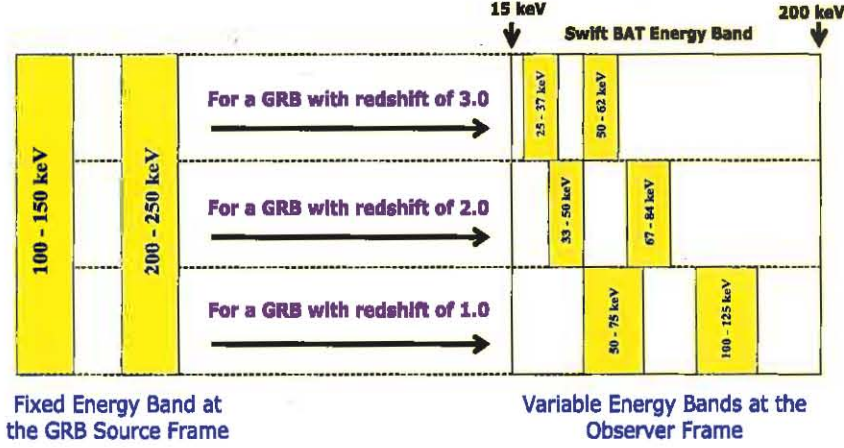 15 keV
200 keV
Swift BAT Energy Band
100 - 150 keV
200 - 250 keV
For a GRB with redshift of 3.0
25 - 37 keV
50 - 62 keV
For a GRB with redshift of 2.0
33 - 50 keV
67 - 84 keV
For a GRB with redshift of 1.0
50 - 75 keV
100 - 125 keV
Fixed Energy Band at
the GRB Source Frame
Variable Energy Bands at the
Observer Frame